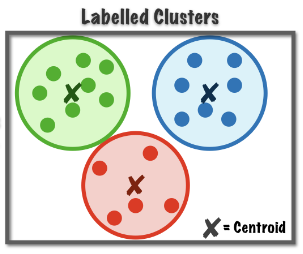 Labelled Clusters
✘ = Centroid